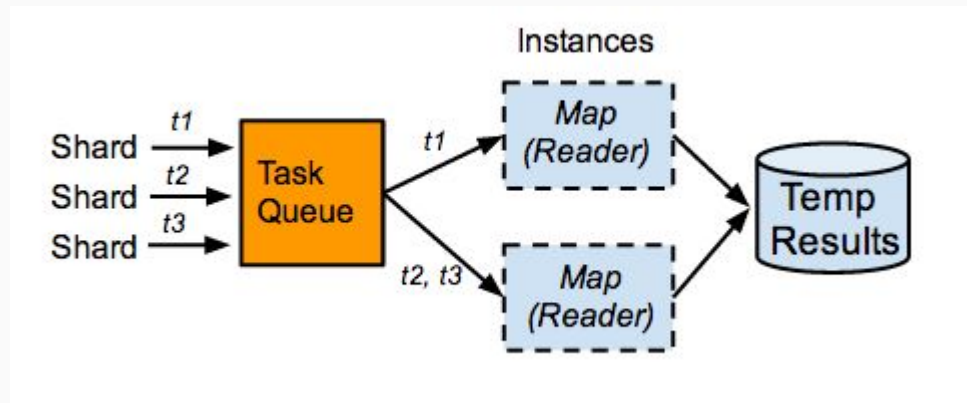 Instances
Shard
t1
Shard
t2
Shard
t3
Task
Queue
t1
t2, t3
Map
(Reader)
Map
(Reader)
Temp
Results